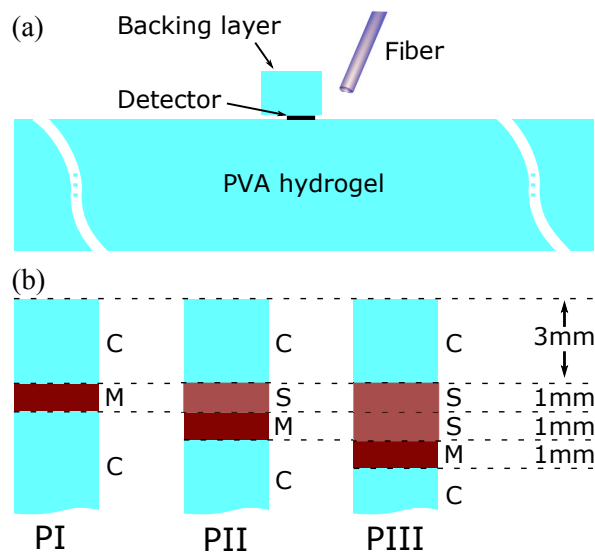 (a)
Backing layer
Fiber
Detector
PVA hydrogel
(b)
C C C 3mm
M S S 1mm
M S 1mm
C M 1mm
C C
PI PII PIII